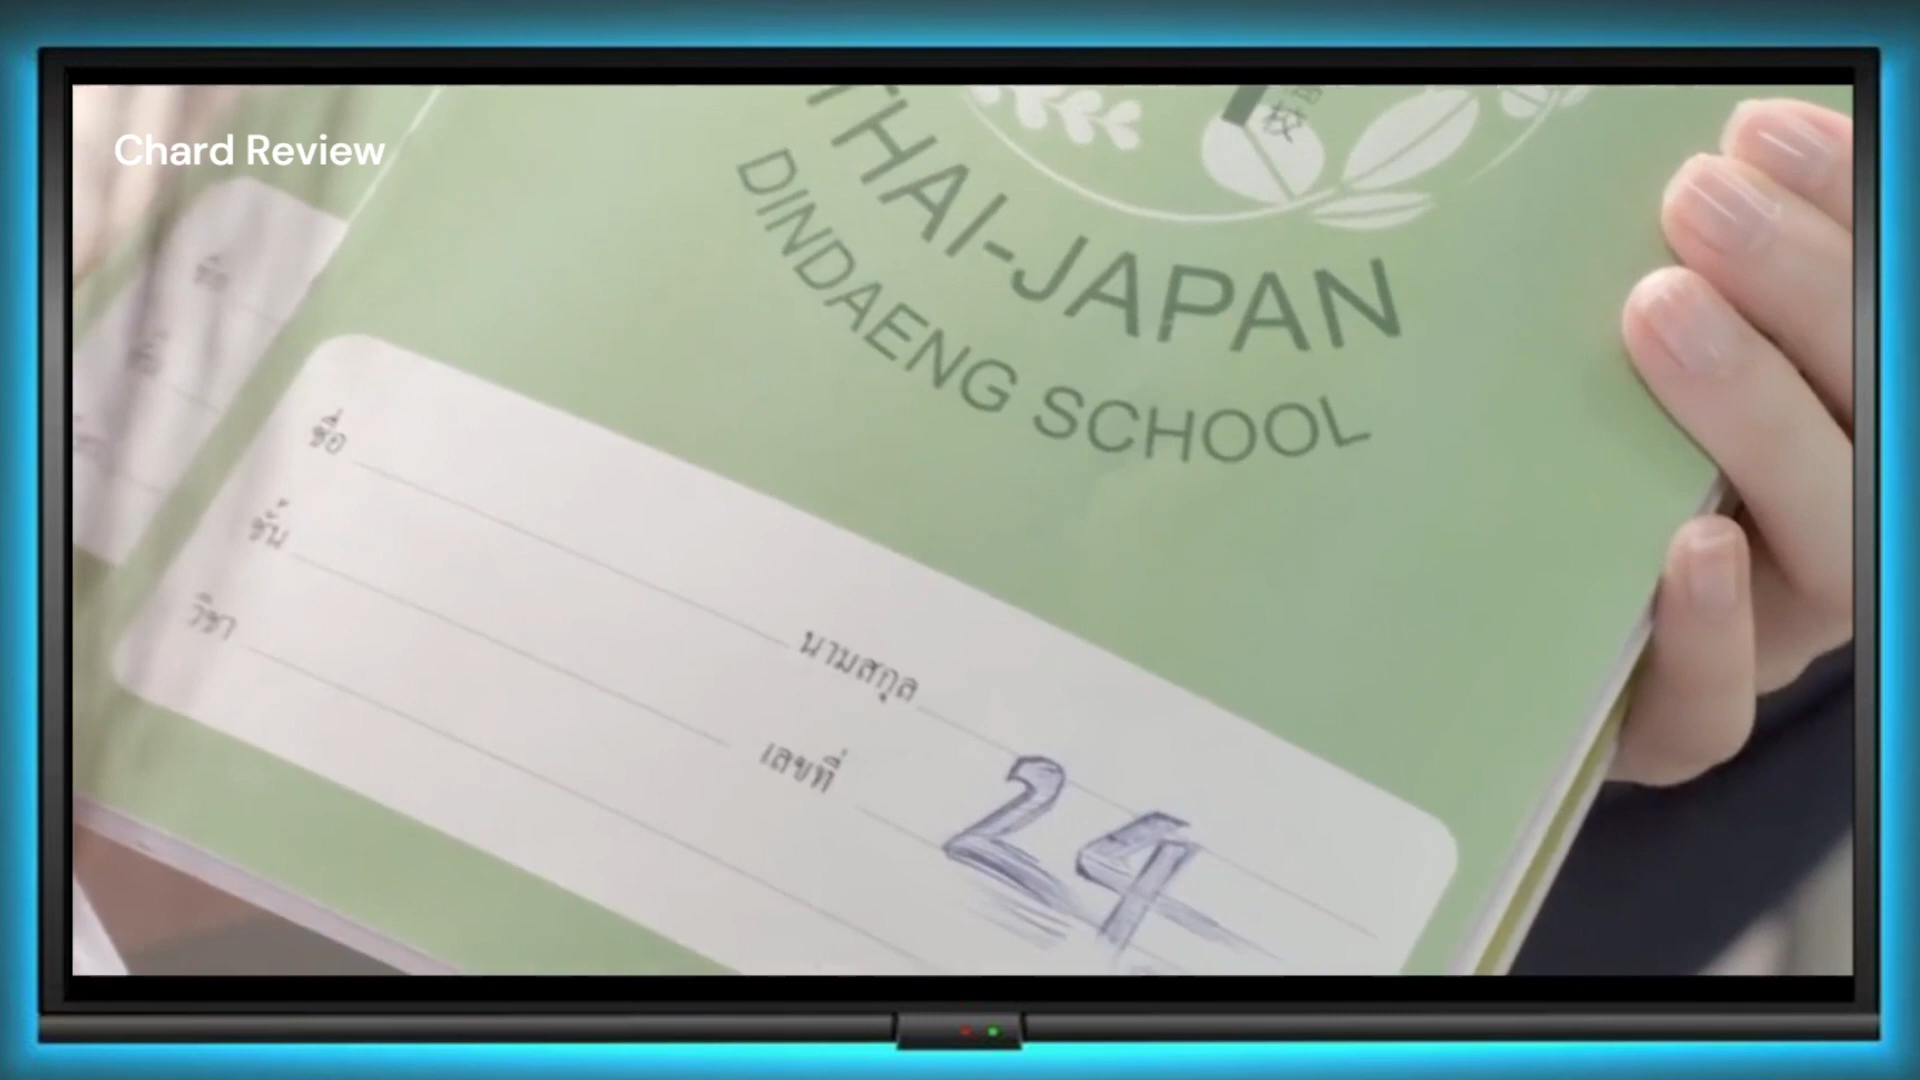 Chard Review
校
THAI-JAPAN
DINDAENG SCHOOL
ชื่อ
นามสกุล
ชั้น
เลขที่ 24
วิชา